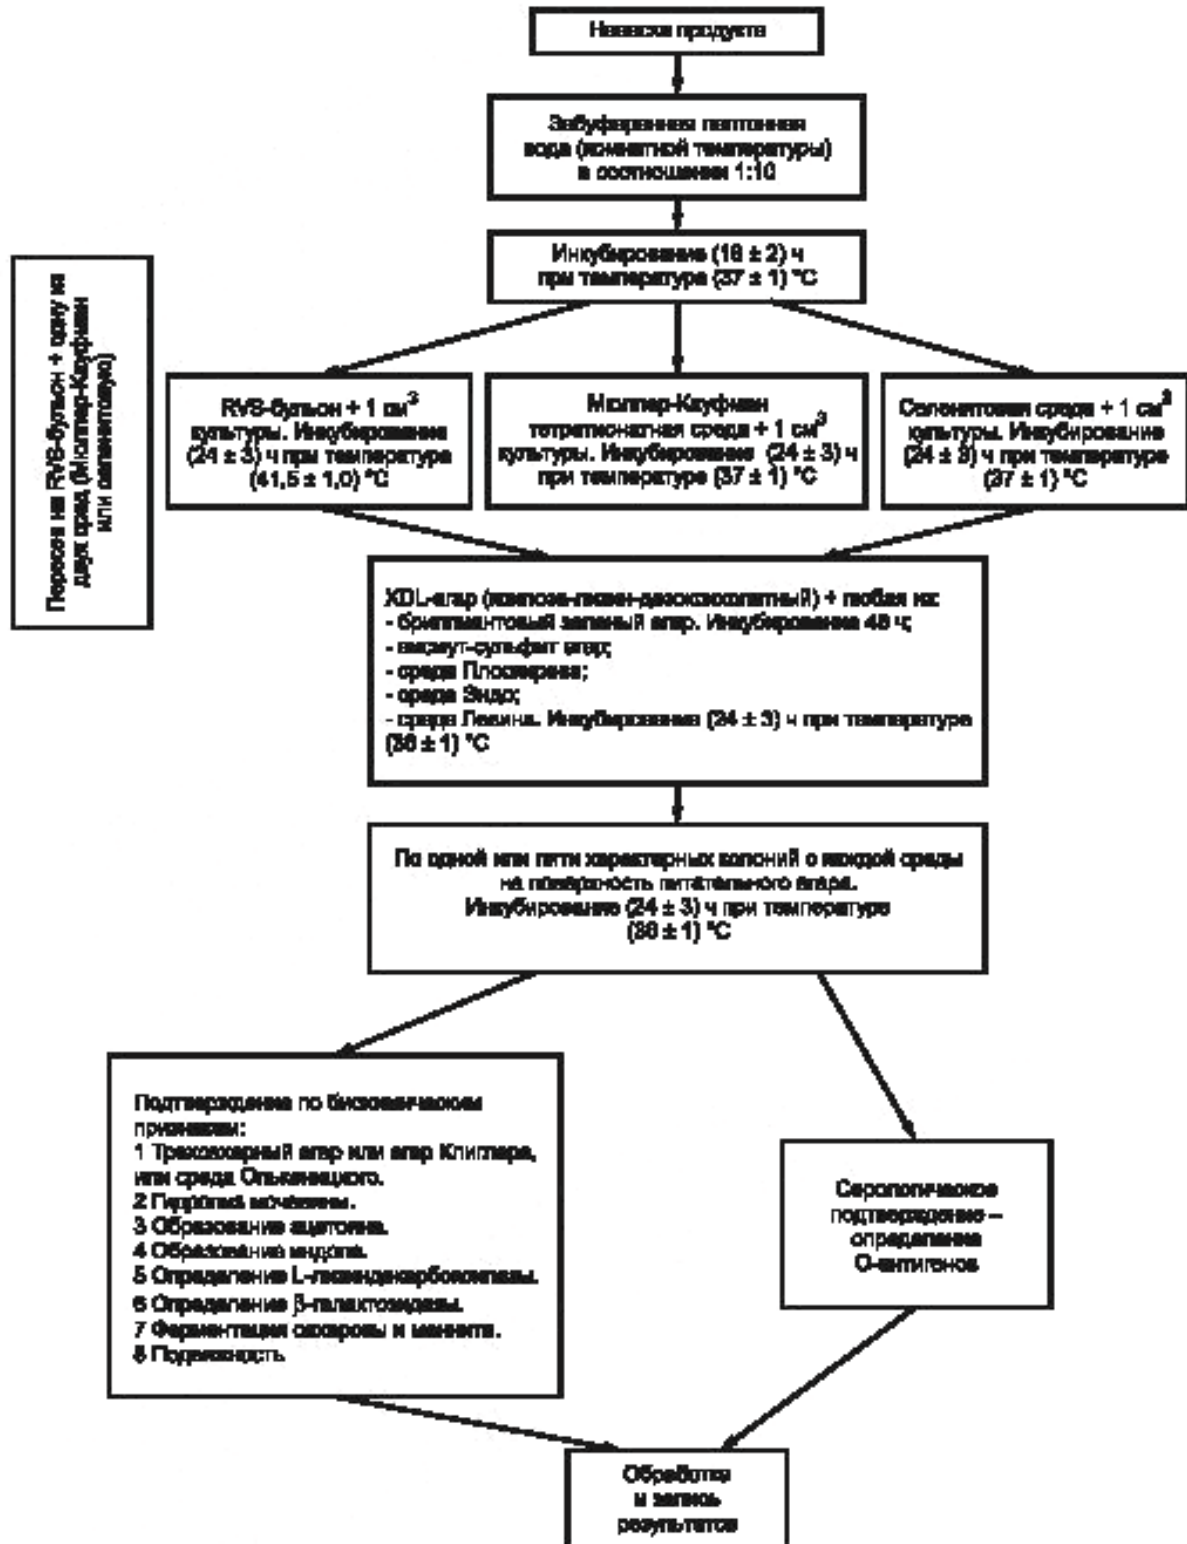 Навеска продукта
Забуференная пептонная
вода (комнатной температуры)
в соотношении 1:10
Инкубирование (18 ± 2) ч
при температуре (37 ± 1) °С
Пересев на RVS-бульон + одну из
двух сред (Мюллер-Кауфман
или селенитовую)
RVS-бульон + 1 см³
культуры. Инкубирование
(24 ± 3) ч при температуре
(41,5 ± 1,0) °С
Мюллер-Кауфман
тетратионатная среда + 1 см³
культуры. Инкубирование (24 ± 3) ч
при температуре (37 ± 1) °С
Селенитовая среда + 1 см³
культуры. Инкубирование
(24 ± 3) ч при температуре
(37 ± 1) °С
XDL-агар (ксилоза-лизин-дезоксихолатный) + любая из:
- бриллиантовый зеленый агар. Инкубирование 48 ч;
- висмут-сульфит агар;
- среда Плоскирева;
- среда Эндо;
- среда Левина. Инкубирование (24 ± 3) ч при температуре
(36 ± 1) °С
По одной или пяти характерных колоний с каждой среды
на поверхность питательного агара.
Инкубирование (24 ± 3) ч при температуре
(36 ± 1) °С
Подтверждение по биохимическим
признакам:
1 Трехсахарный агар или агар Клиглера,
или среда Олькеницкого.
2 Гидролиз мочевины.
3 Образование ацетоина.
4 Образование индола.
5 Определение L-лизиндекарбоксилазы.
6 Определение β-галактозидазы.
7 Ферментация сахарозы и маннита.
8 Подвижность
Серологическое
подтверждение –
определение
О-антигенов
Обработка
и запись
результатов